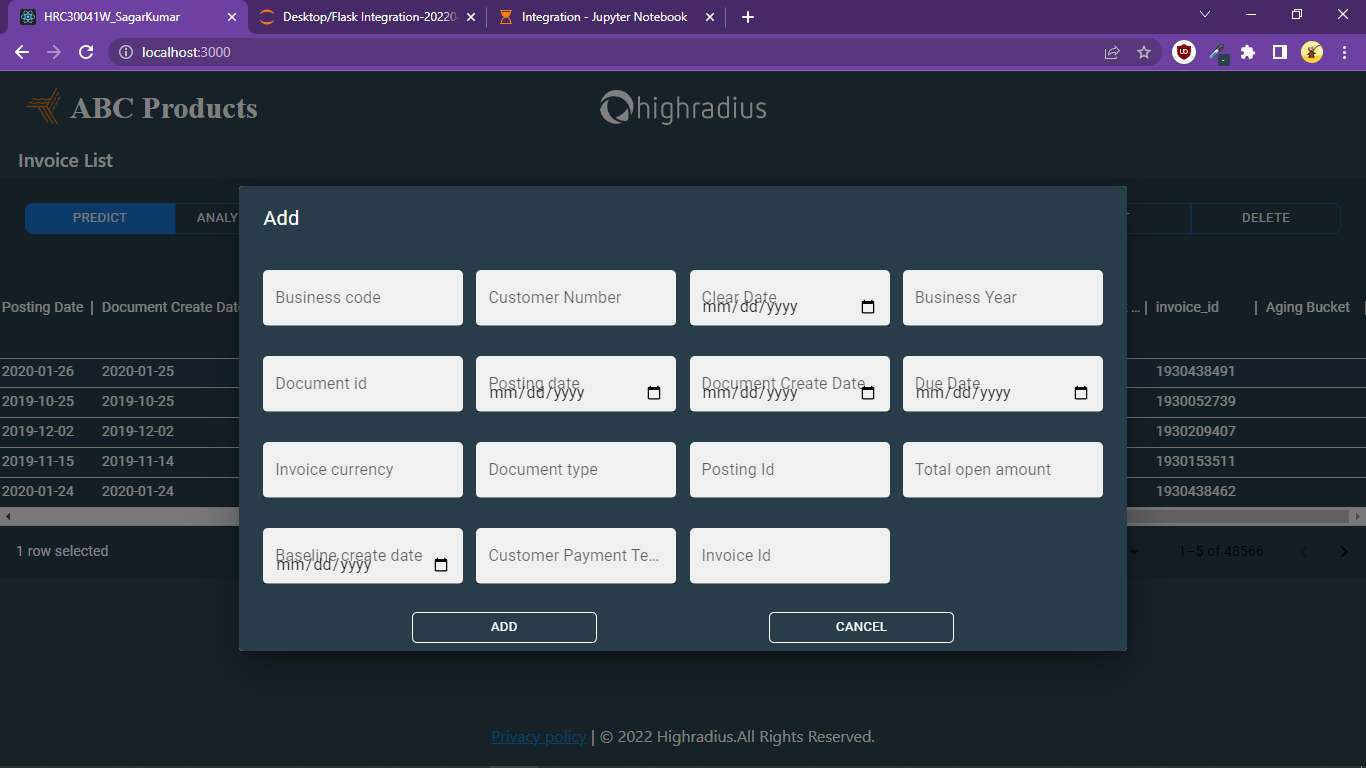 HRC30041W_SagarKumar
Desktop/Flask Integration-20220
Integration - Jupyter Notebook
localhost:3000
ABC Products
highradius
Invoice List
PREDICT
ANALY
DELETE
Add
Business code
Customer Number
Clear Date
mm/dd/yyyy
Business Year
Posting Date | Document Create Date
... | invoice_id | Aging Bucket |
Document id
Posting date
mm/dd/yyyy
Document Create Date
mm/dd/yyyy
Due Date
mm/dd/yyyy
2020-01-26 2020-01-25 1930438491
2019-10-25 2019-10-25 1930052739
2019-12-02 2019-12-02 1930209407
2019-11-15 2019-11-14 1930153511
2020-01-24 2020-01-24 1930438462
Invoice currency
Document type
Posting Id
Total open amount
Baseline create date
mm/dd/yyyy
Customer Payment Te...
Invoice Id
1 row selected
1–5 of 48566
ADD
CANCEL
Privacy policy | © 2022 Highradius.All Rights Reserved.